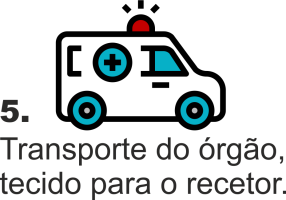 5.
Transporte do órgão,
tecido para o recetor.